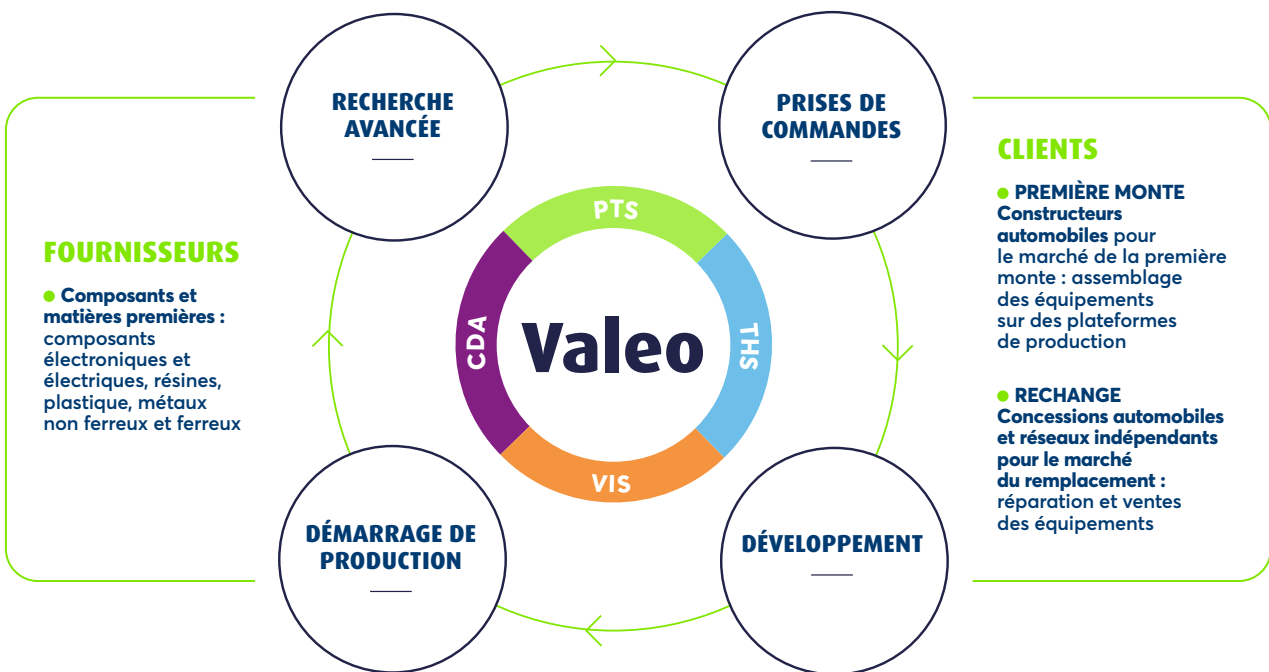 RECHERCHE
AVANCÉE
PRISES DE
COMMANDES
FOURNISSEURS
● Composants et
matières premières :
composants
électroniques et
électriques, résines,
plastique, métaux
non ferreux et ferreux
PTS
CDA
Valeo
THS
VIS
CLIENTS
● PREMIÈRE MONTE
Constructeurs
automobiles pour
le marché de la première
monte : assemblage
des équipements
sur des plateformes
de production
● RECHANGE
Concessions automobiles
et réseaux indépendants
pour le marché
du remplacement :
réparation et ventes
des équipements
DÉMARRAGE DE
PRODUCTION
DÉVELOPPEMENT